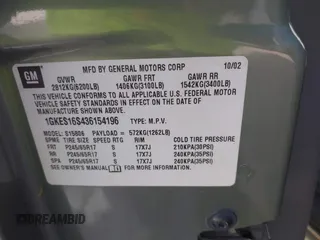 GM
MFD BY GENERAL MOTORS CORP 10/02
GVWR GAWR FRT GAWR RR
2812KG(6200LB) 1406KG(3100LB) 1542KG(3400LB)
THIS VEHICLE CONFORMS TO ALL APPLICABLE U.S. FEDERAL MOTOR
VEHICLE SAFETY STANDARDS IN EFFECT ON THE DATE OF
MANUFACTURE SHOWN ABOVE.
1GKES16S436154196 TYPE: M.P.V.
MODEL: S15806 PAYLOAD = 572KG(1262LB)
TIRE SIZE SPEED RTG RIM COLD TIRE PRESSURE
FRT P245/65R17 S 17X7J 210KPA(30PSI)
RR P245/65R17 S 17X7J 240KPA(35PSI)
SPA P245/65R17 S 17X7J 240KPA(35PSI)
SEE OWNER'S MANUAL FOR ADDITIONAL INFORMATION.
© iDREAMBID AUTO